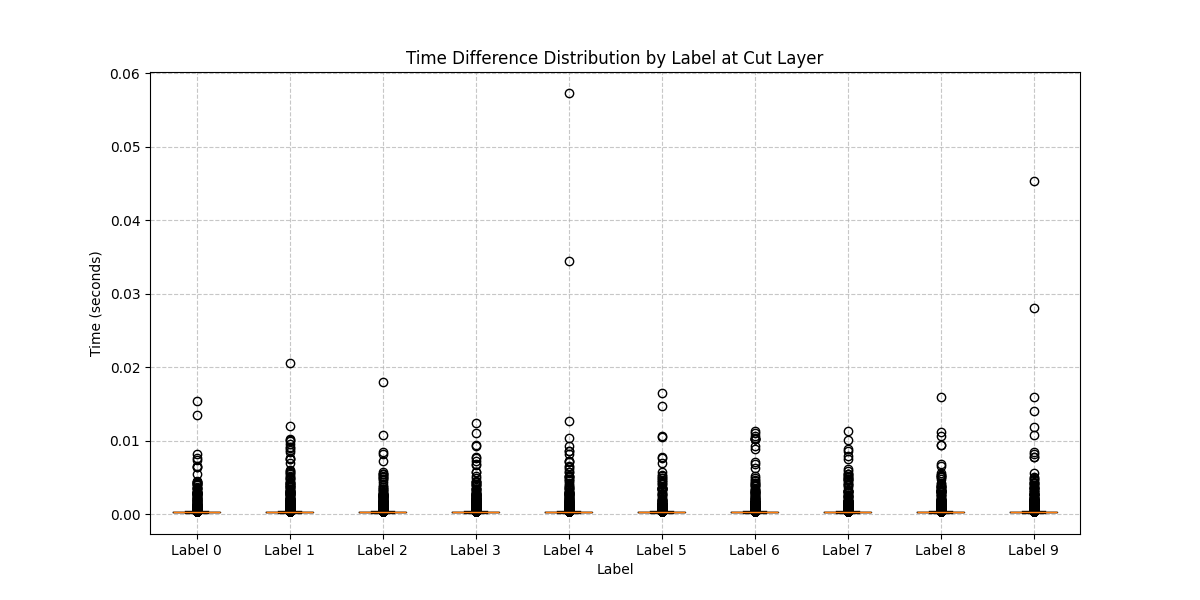 Time Difference Distribution by Label at Cut Layer
0.06
0.05
0.04
0.03
0.02
0.01
0.00
Time (seconds)
Label 0 Label 1 Label 2 Label 3 Label 4 Label 5 Label 6 Label 7 Label 8 Label 9
Label